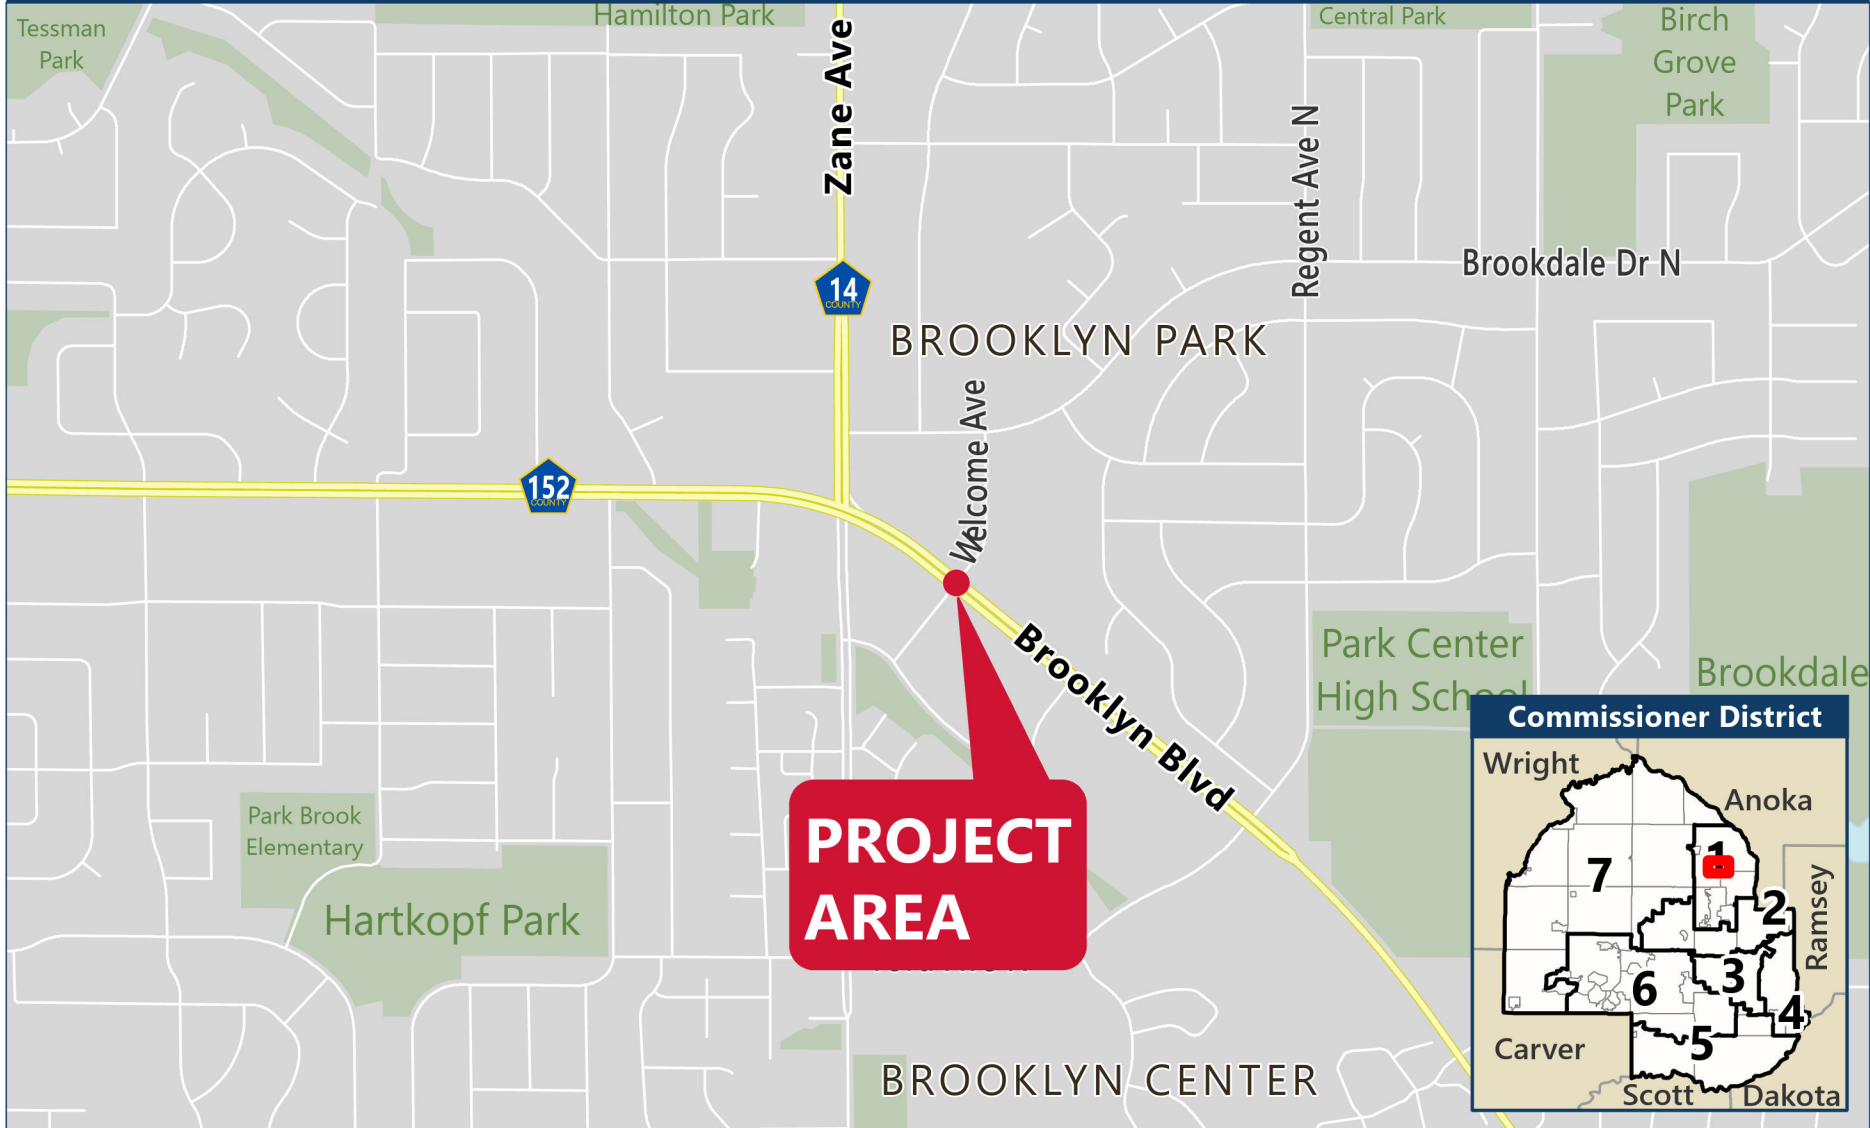 Tessman
Park
Hamilton Park
Zane Ave
Central Park
Birch
Grove
Park
Regent Ave N
Brookdale Dr N
14
COUNTY
BROOKLYN PARK
Welcome Ave
152
COUNTY
Brooklyn Blvd
Park Center
High School
Brookdale
PROJECT
AREA
Park Brook
Elementary
Hartkopf Park
BROOKLYN CENTER
Commissioner District
Wright
Anoka
1
7
2
Ramsey
3
6
4
5
Carver
Scott
Dakota